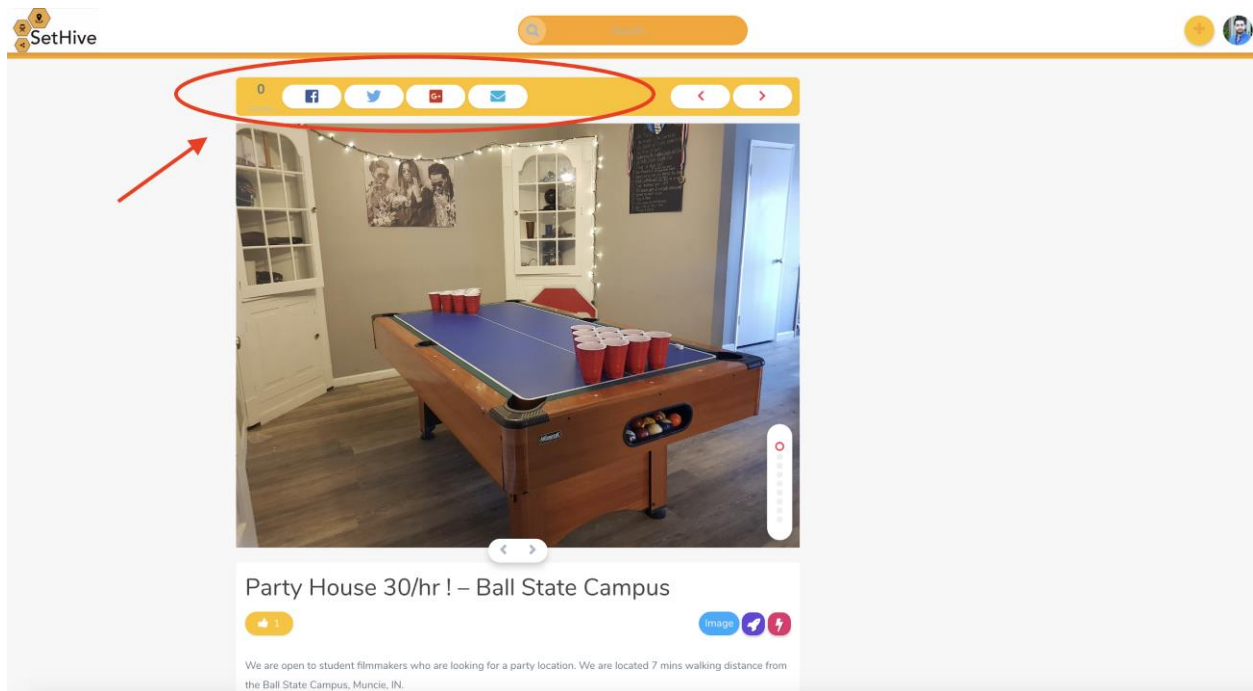 SetHive
0
G+
Party House 30/hr ! – Ball State Campus
1
Image
We are open to student filmmakers who are looking for a party location. We are located 7 mins walking distance from
the Ball State Campus, Muncie, IN.